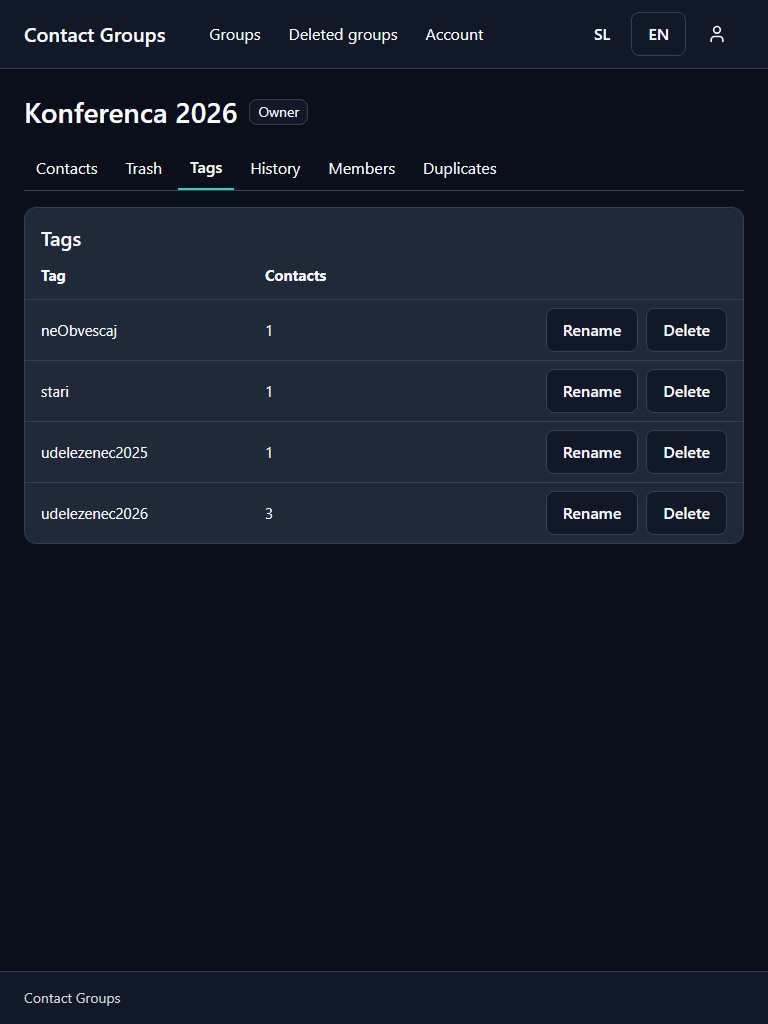 Contact Groups Groups Deleted groups Account SL EN
Konferenca 2026 Owner
Contacts Trash Tags History Members Duplicates
Tags
Tag Contacts
neObvescaj 1 Rename Delete
stari 1 Rename Delete
udelezenec2025 1 Rename Delete
udelezenec2026 3 Rename Delete
Contact Groups